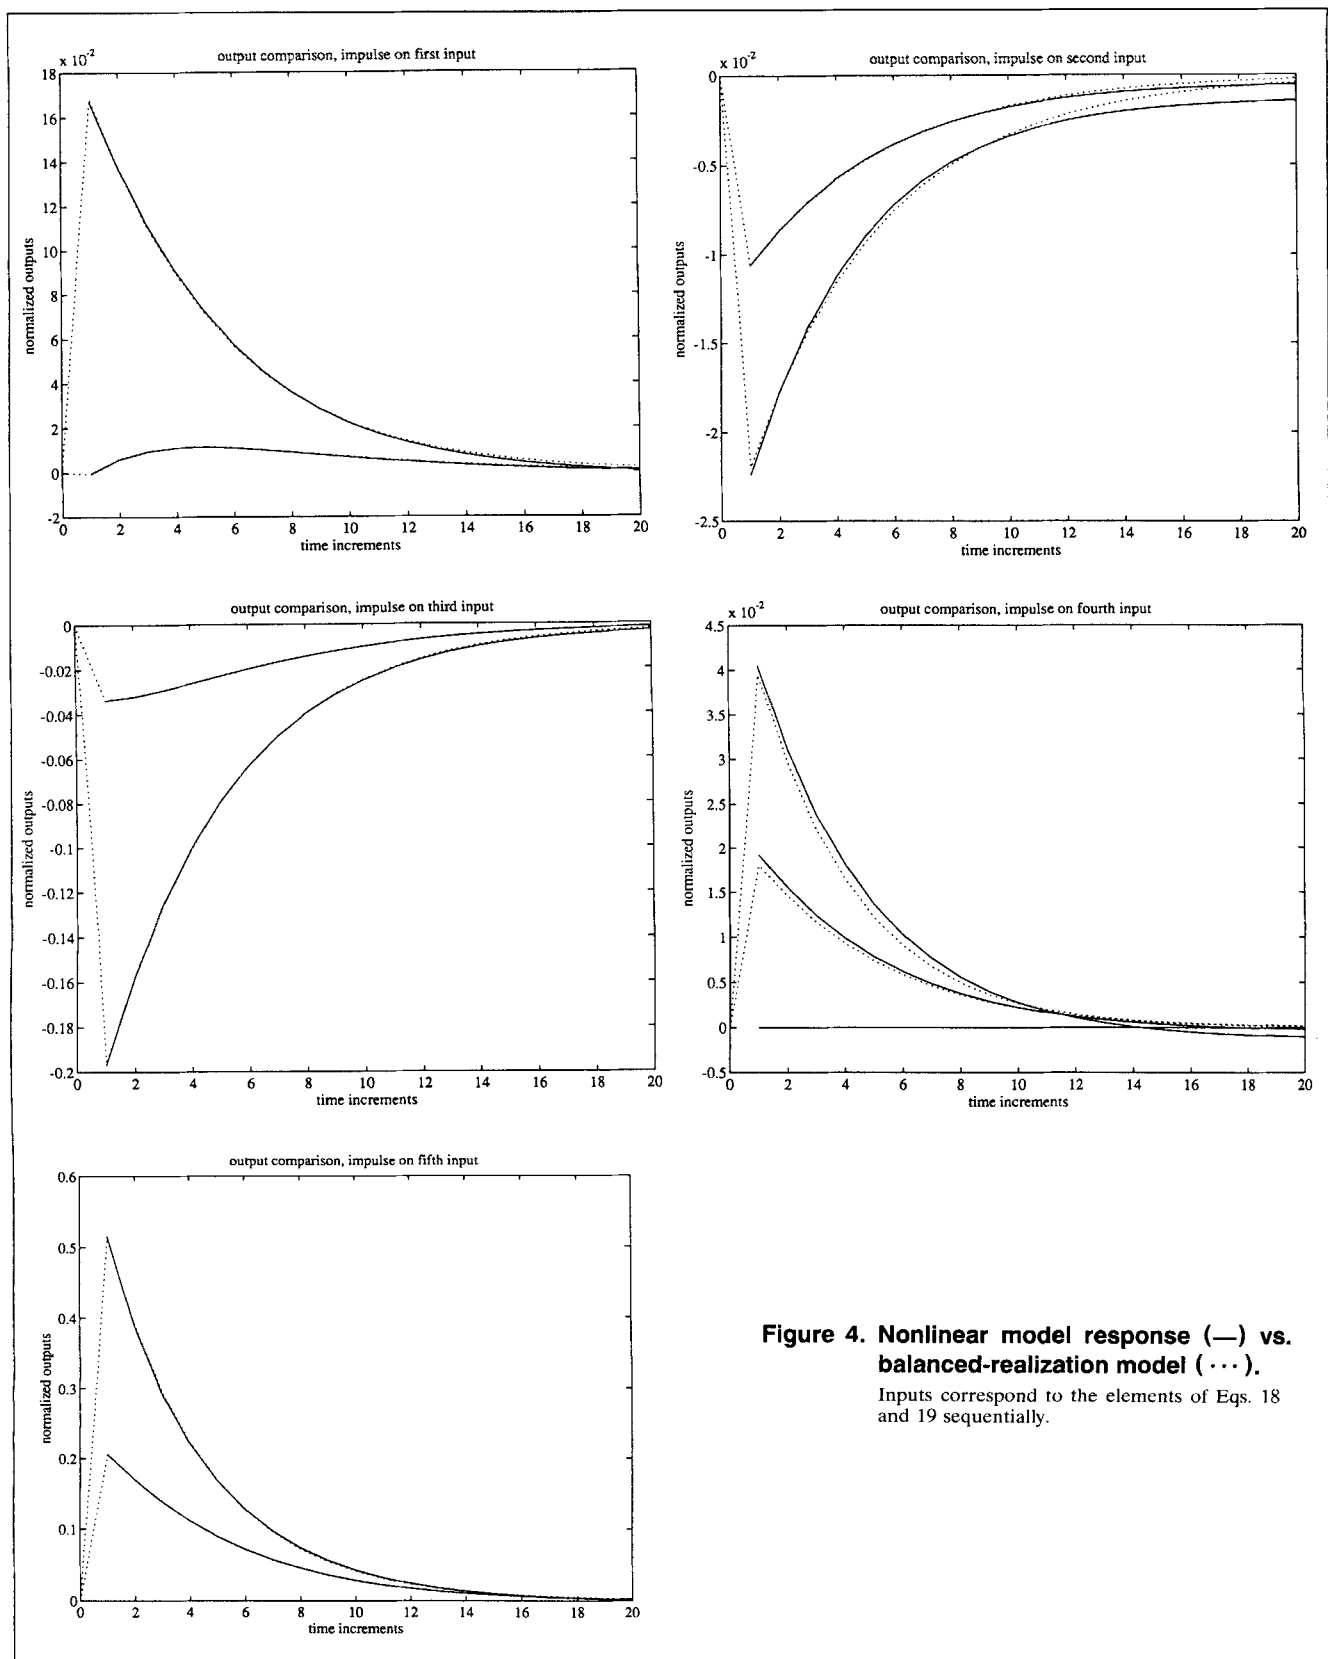 output comparison, impulse on first input
x 10-2
18
16
14
12
10
8
6
4
2
0
-2
0 2 4 6 8 10 12 14 16 18 20
normalized outputs
time increments
output comparison, impulse on second input
x 10-2
0
-0.5
-1
-1.5
-2
-2.5
0 2 4 6 8 10 12 14 16 18 20
normalized outputs
time increments
output comparison, impulse on third input
0
-0.02
-0.04
-0.06
-0.08
-0.1
-0.12
-0.14
-0.16
-0.18
-0.2
0 2 4 6 8 10 12 14 16 18 20
normalized outputs
time increments
output comparison, impulse on fourth input
x 10-2
4.5
4
3.5
3
2.5
2
1.5
1
0.5
0
-0.5
0 2 4 6 8 10 12 14 16 18 20
normalized outputs
time increments
output comparison, impulse on fifth input
0.6
0.5
0.4
0.3
0.2
0.1
0
0 2 4 6 8 10 12 14 16 18 20
normalized outputs
time increments
Figure 4. Nonlinear model response (—) vs.
balanced-realization model (···).
Inputs correspond to the elements of Eqs. 18
and 19 sequentially.